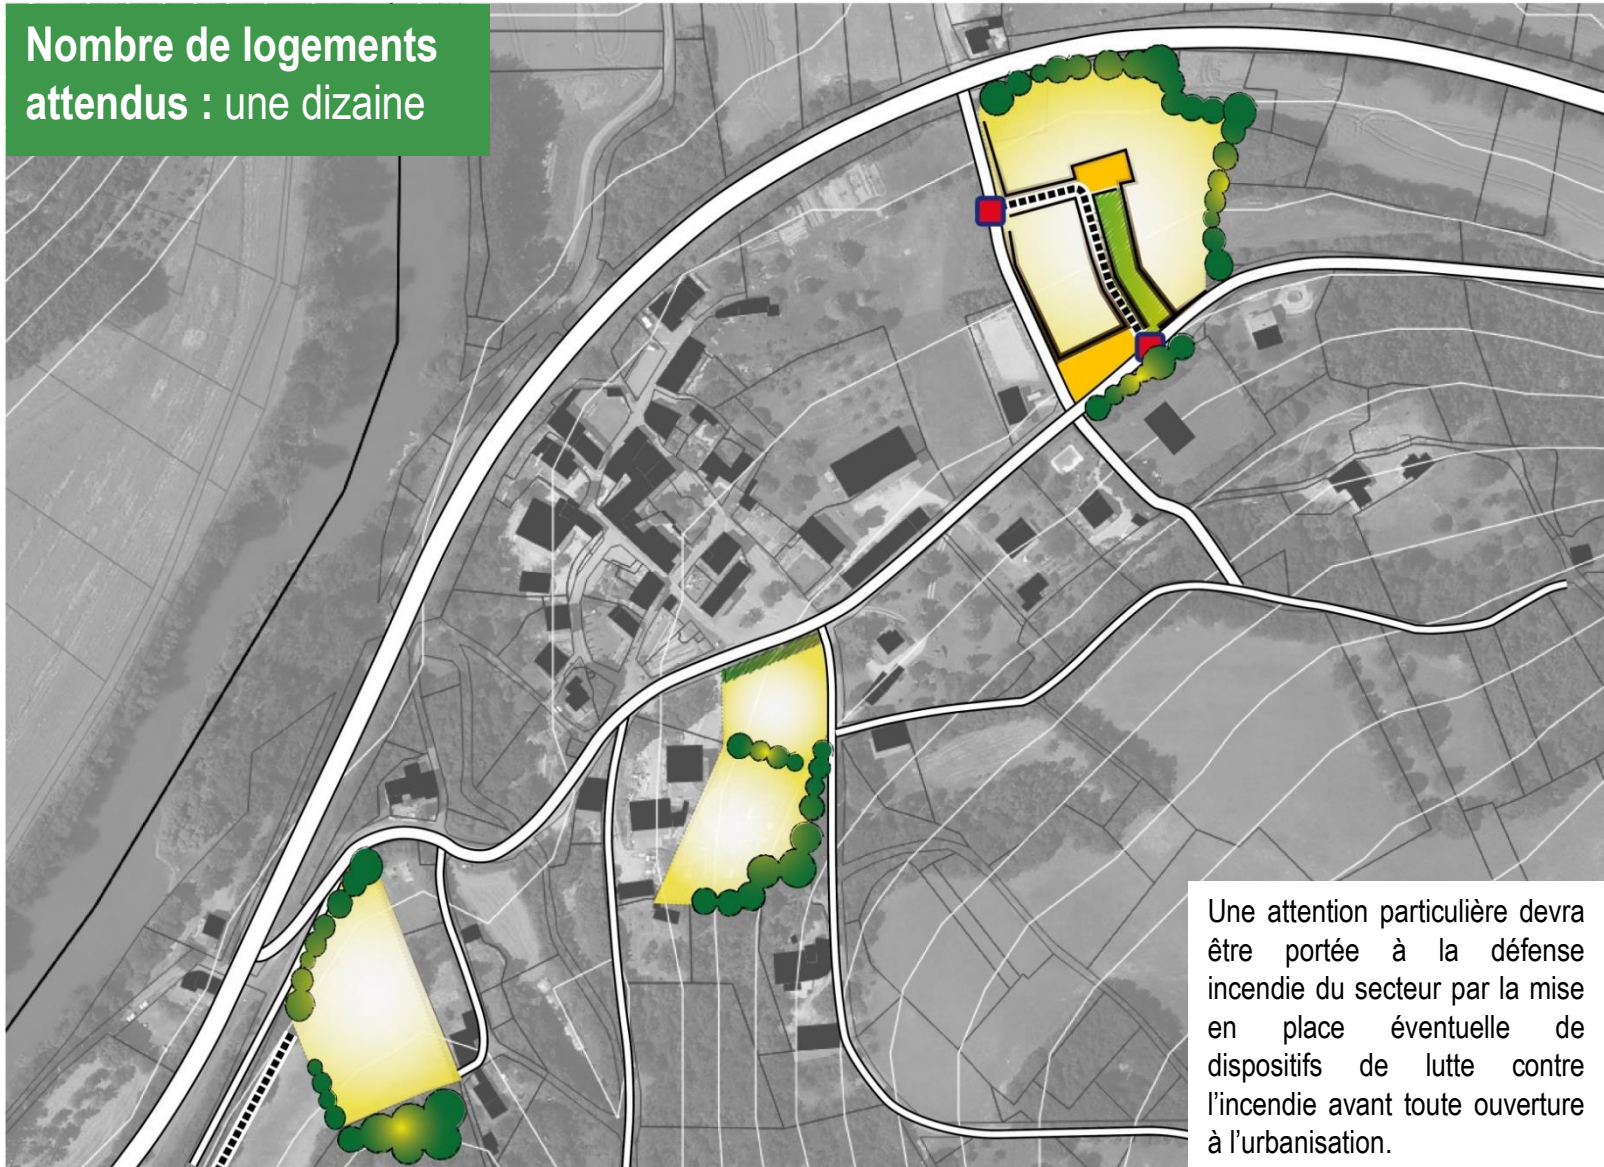 Nombre de logements
attendus : une dizaine
Une attention particulière devra
être portée à la défense
incendie du secteur par la mise
en place éventuelle de
dispositifs de lutte contre
l'incendie avant toute ouverture
à l'urbanisation.